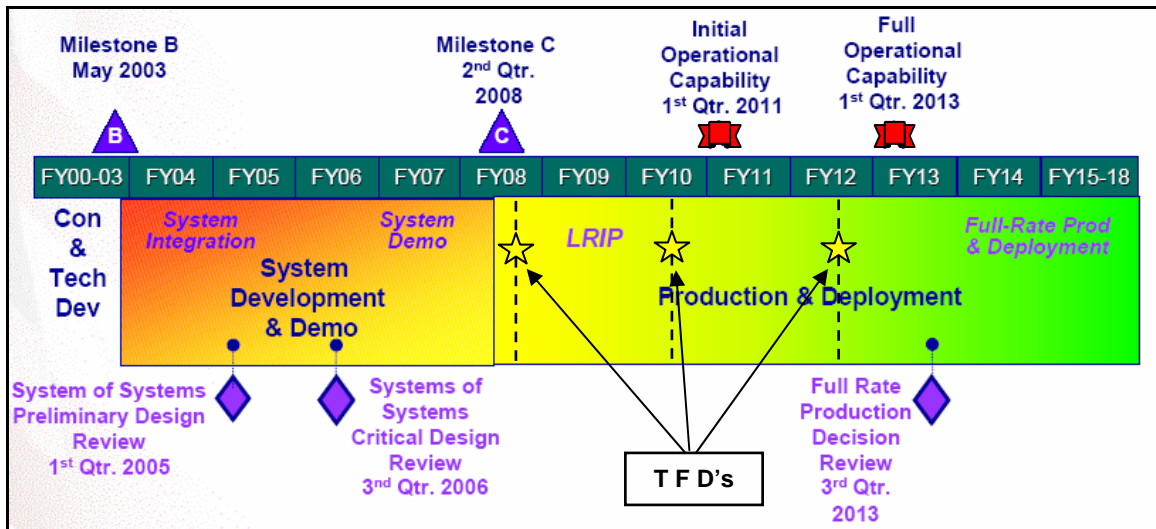 Milestone B
May 2003
Milestone C
2nd Qtr.
2008
Initial
Operational
Capability
1st Qtr. 2011
Full
Operational
Capability
1st Qtr. 2013
B
C
FY00-03 FY04 FY05 FY06 FY07 FY08 FY09 FY10 FY11 FY12 FY13 FY14 FY15-18
Con
&
Tech
Dev
System
Integration
System
Demo
System
Development
& Demo
LRIP
Full-Rate Prod
& Deployment
Production & Deployment
System of Systems
Preliminary Design
Review
1st Qtr. 2005
Systems of
Systems
Critical Design
Review
3nd Qtr. 2006
T F D's
Full Rate
Production
Decision
Review
3rd Qtr.
2013